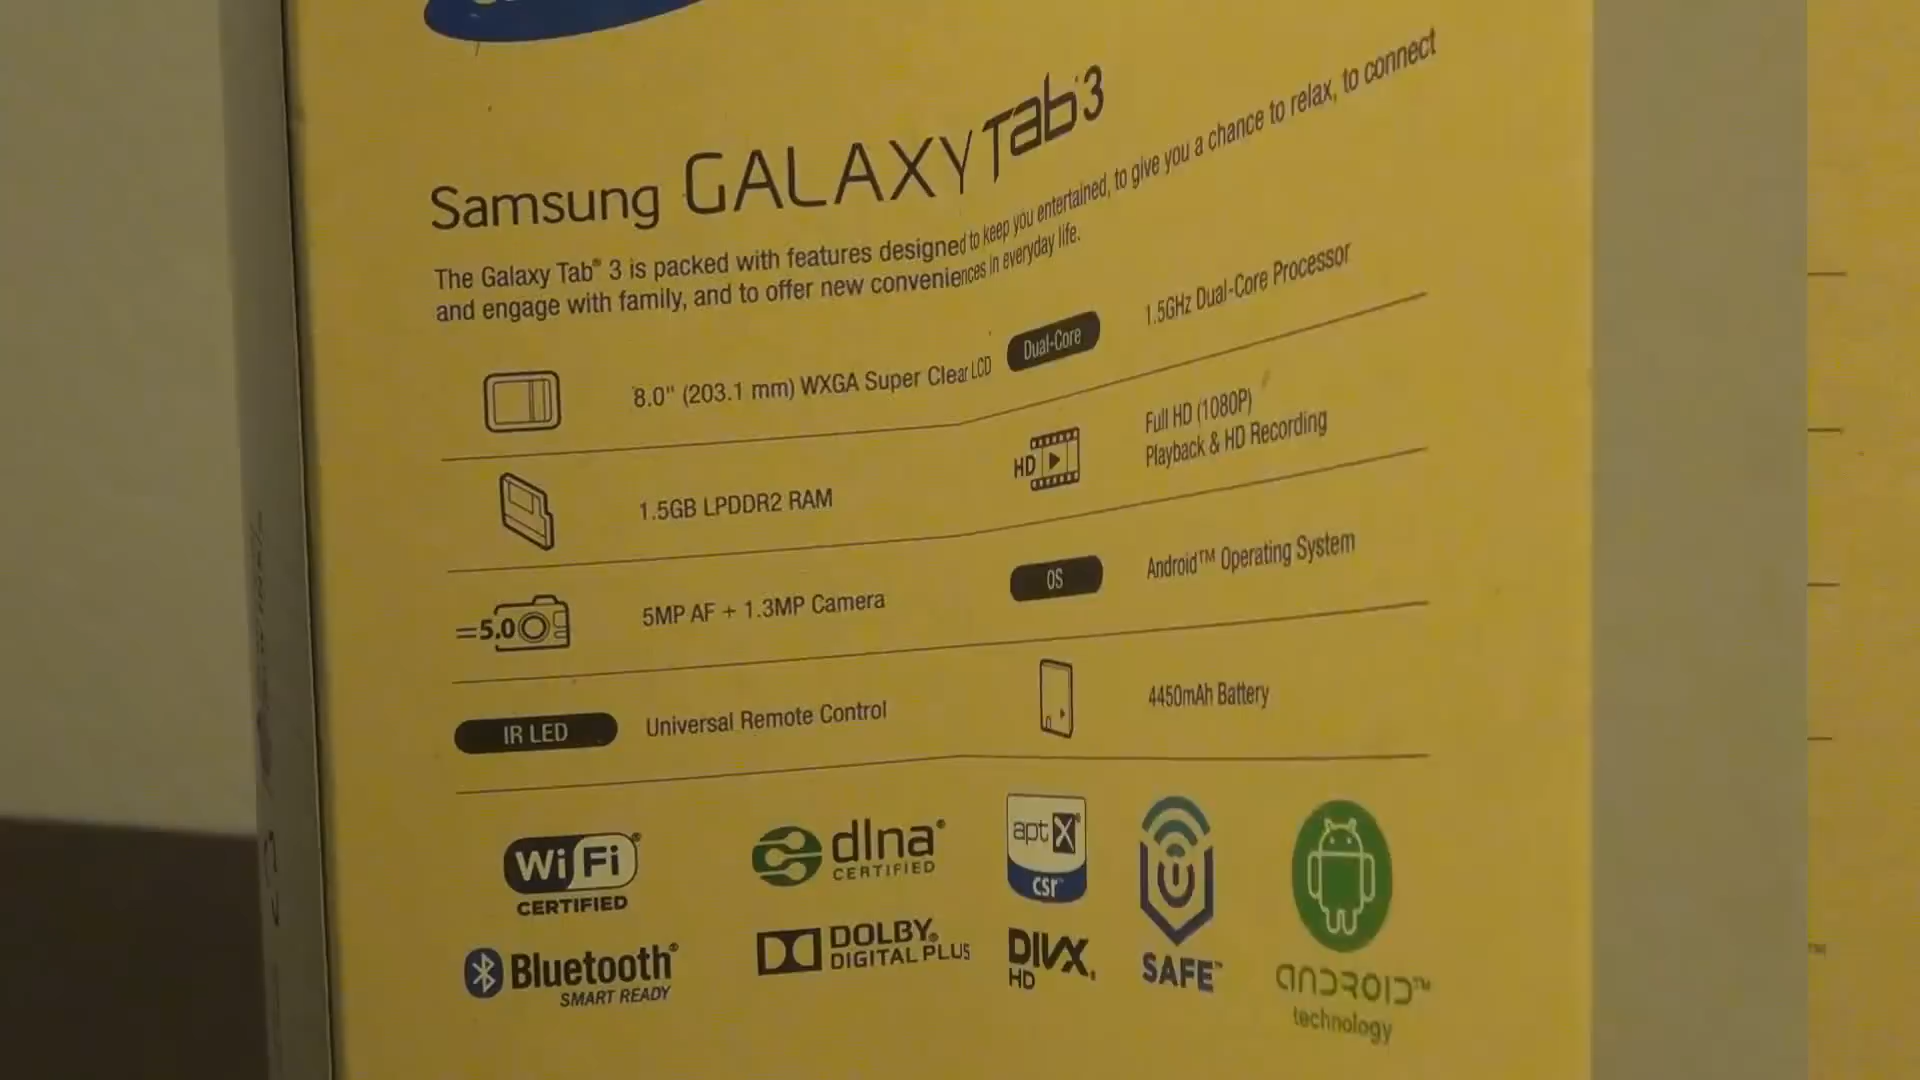 Samsung GALAXY Tab 3
The Galaxy Tab® 3 is packed with features designed to keep you entertained, to give you a chance to relax, to connect
and engage with family, and to offer new conveniences in everyday life.
8.0" (203.1 mm) WXGA Super Clear LCD
Dual-Core
1.5GHz Dual-Core Processor
1.5GB LPDDR2 RAM
HD
Full HD (1080P)
Playback & HD Recording
=5.0
5MP AF + 1.3MP Camera
OS
Android™ Operating System
IR LED
Universal Remote Control
4450mAh Battery
Wi Fi®
CERTIFIED
dlna®
CERTIFIED
aptX®
csr™
Bluetooth®
SMART READY
DOLBY®
DIGITAL PLUS
DIVX®
HD
SAFE™
ANDROID™
technology